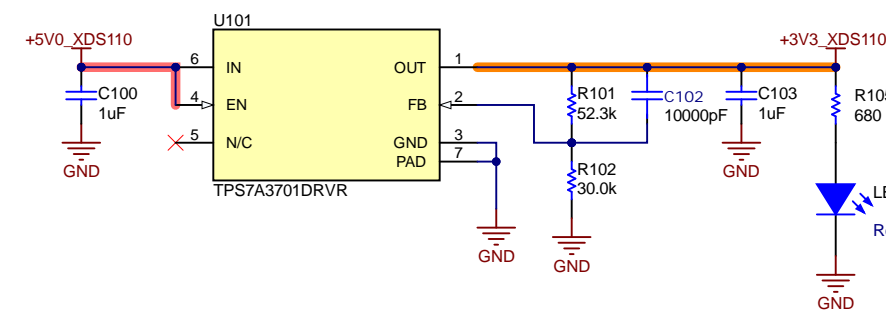 U101
+5V0_XDS110
+3V3_XDS110
6 IN
OUT 1
4 EN
FB 2
5 N/C
GND 3
PAD 7
C100
1uF
GND
TPS7A3701DRVR
R101
52.3k
C102
10000pF
C103
1uF
680
R102
30.0k
GND
GND
GND
GND